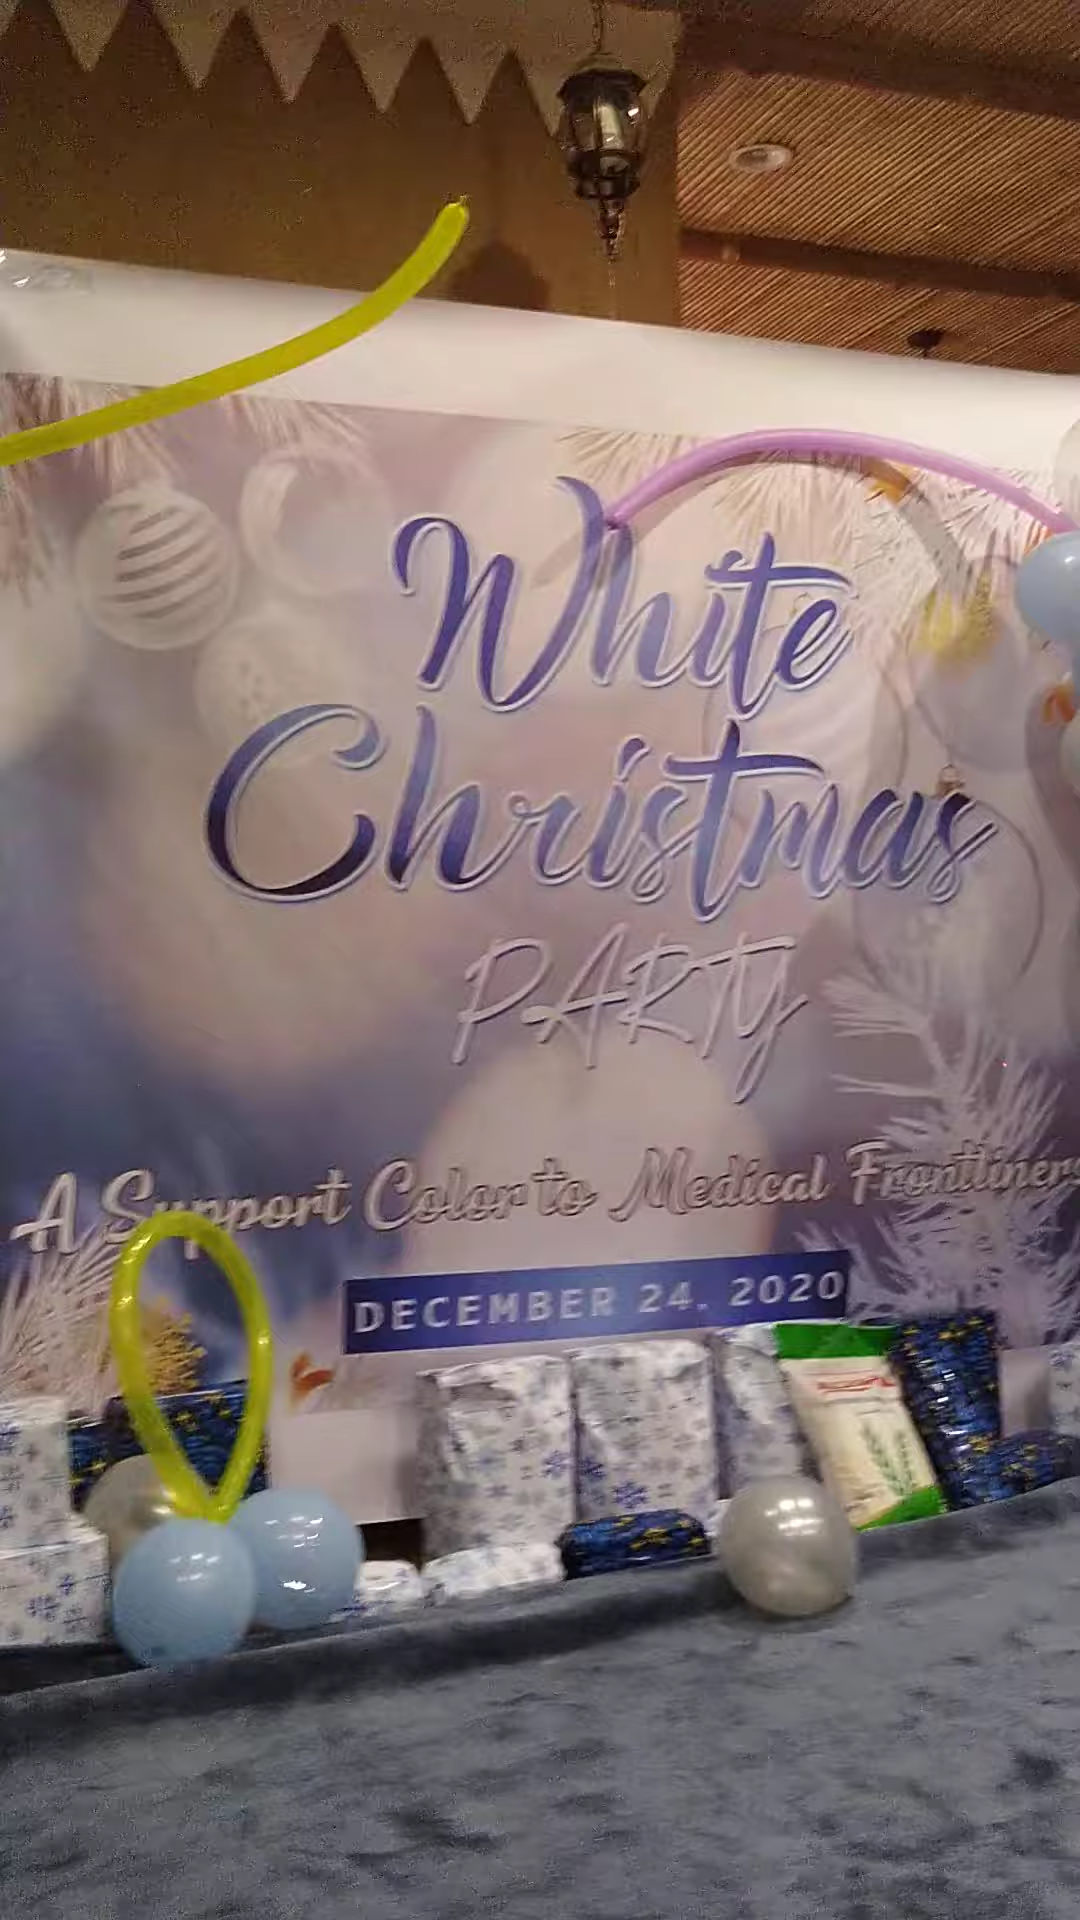 White
Christmas
PARTY
A Support Color to Medical Frontliners
DECEMBER 24, 2020